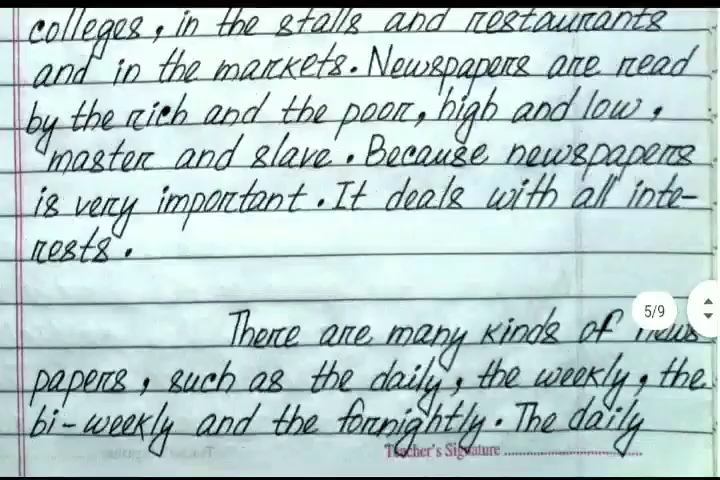 colleges, in the stalls and restaurants
and in the markets. Newspapers are read
by the rich and the poor, high and low,
master and slave. Because newspapers
is very important. It deals with all inte-
rests.
5/9
There are many kinds of news
papers, such as the daily, the weekly, the
bi-weekly and the fornightly. The daily
Teacher's Signature